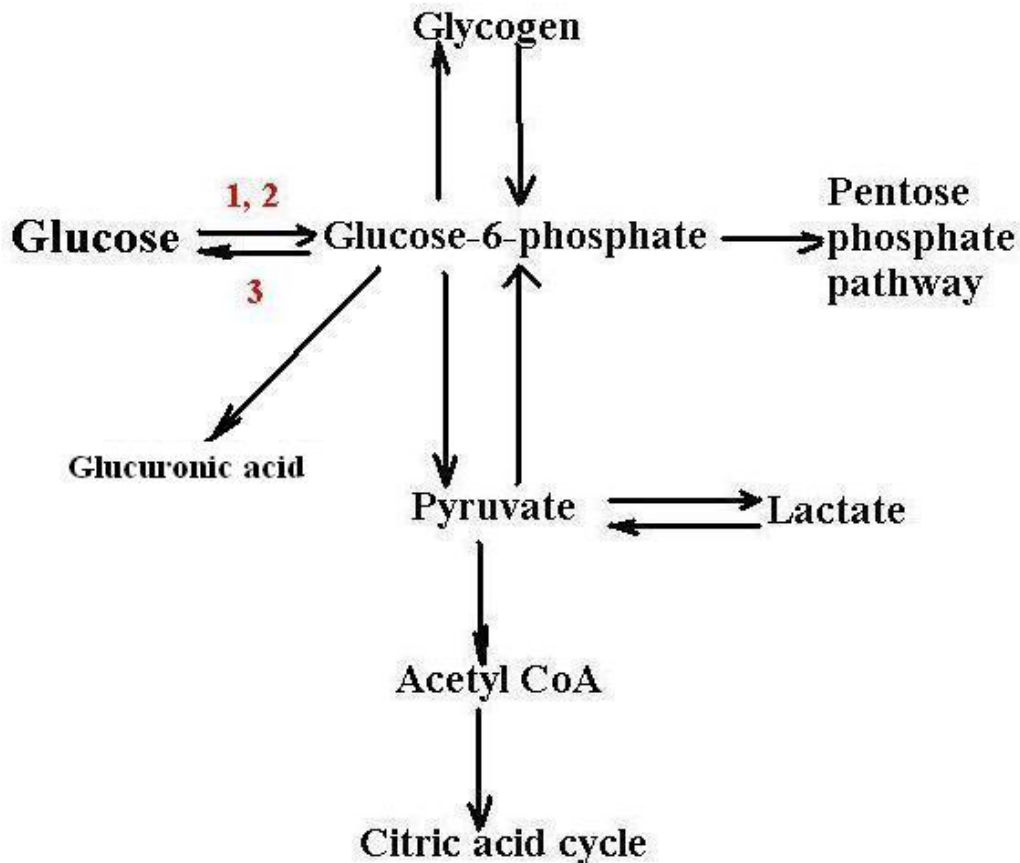 Glycogen
1, 2
Glucose
Glucose-6-phosphate
Pentose
phosphate
pathway
3
Glucuronic acid
Pyruvate
Lactate
Acetyl CoA
Citric acid cycle